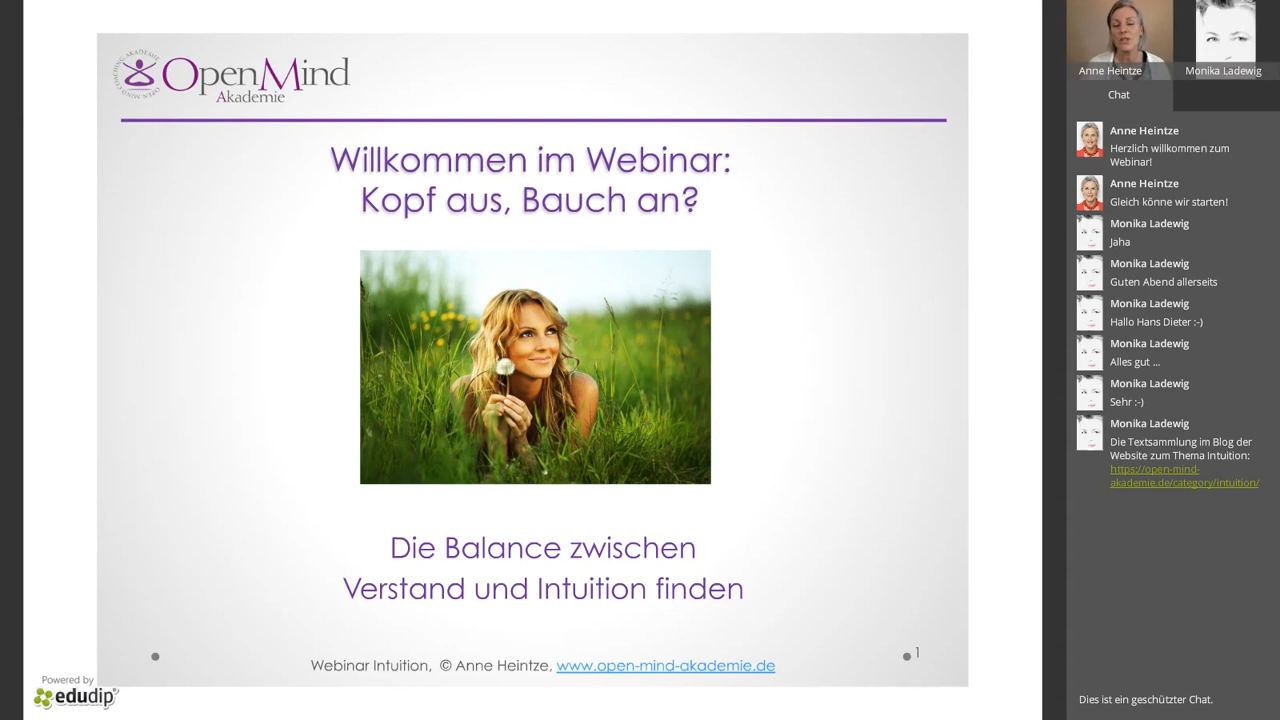 OPEN MIND COACHING AKADEMIE
OpenMind
Akademie
Willkommen im Webinar:
Kopf aus, Bauch an?
Die Balance zwischen
Verstand und Intuition finden
Webinar Intuition, © Anne Heintze, www.open-mind-akademie.de
1
Powered by
edudip
Anne Heintze
Monika Ladewig
Chat
Anne Heintze
Herzlich willkommen zum
Webinar!
Anne Heintze
Gleich könne wir starten!
Monika Ladewig
Jaha
Monika Ladewig
Guten Abend allerseits
Monika Ladewig
Hallo Hans Dieter :-)
Monika Ladewig
Alles gut ...
Monika Ladewig
Sehr :-)
Monika Ladewig
Die Textsammlung im Blog der
Website zum Thema Intuition:
https://open-mind-
akademie.de/category/intuition/
Dies ist ein geschützter Chat.